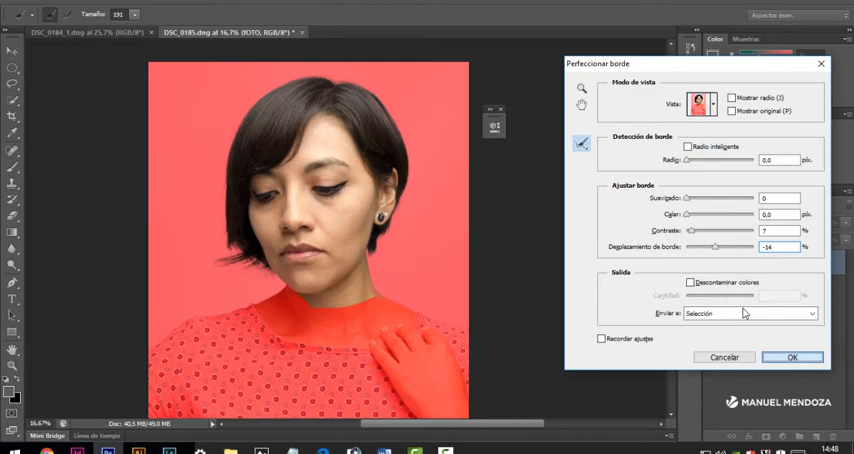 Tamaño: 191
Aspectos esen.
DSC_0184_1.dng al 25,7% (RGB/8*) ×
DSC_0185.dng al 16,7% (fOTO, RGB/8*) * ×
Color
Muestras
Perfeccionar borde
Modo de vista
Vista:
Mostrar radio (J)
Mostrar original (P)
Detección de borde
Radio inteligente
Radio: 0,0 píx.
Ajustar borde
Suavizado: 0
Calar: 0,0 píx.
Contraste: 7 %
Desplazamiento de borde: -14 %
Salida
Descontaminar colores
Cantidad: %
Enviar a: Selección
Recordar ajustes
Cancelar
OK
MANUEL MENDOZA
16,67%
Doc: 40,5 MB/49,0 MB
Mini Bridge
Línea de tiempo
14:48